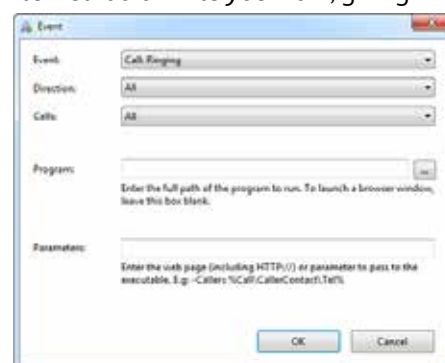 Event
Event: Call Ringing
Direction: All
Calls: All
Program: ...
Enter the full path of the program to run. To launch a browser window,
leave this box blank.
Parameters:
Enter the web page (including HTTP://) or parameter to pass to the
executable. E.g: -Callers %Call\CallerContact\Tel%
OK Cancel